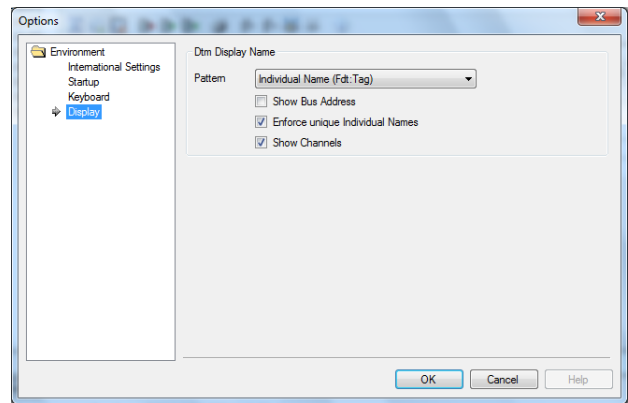 Options
Environment
International Settings
Startup
Keyboard
Display
Dtm Display Name
Pattern
Individual Name (Fdt:Tag)
Show Bus Address
Enforce unique Individual Names
Show Channels
OK
Cancel
Help